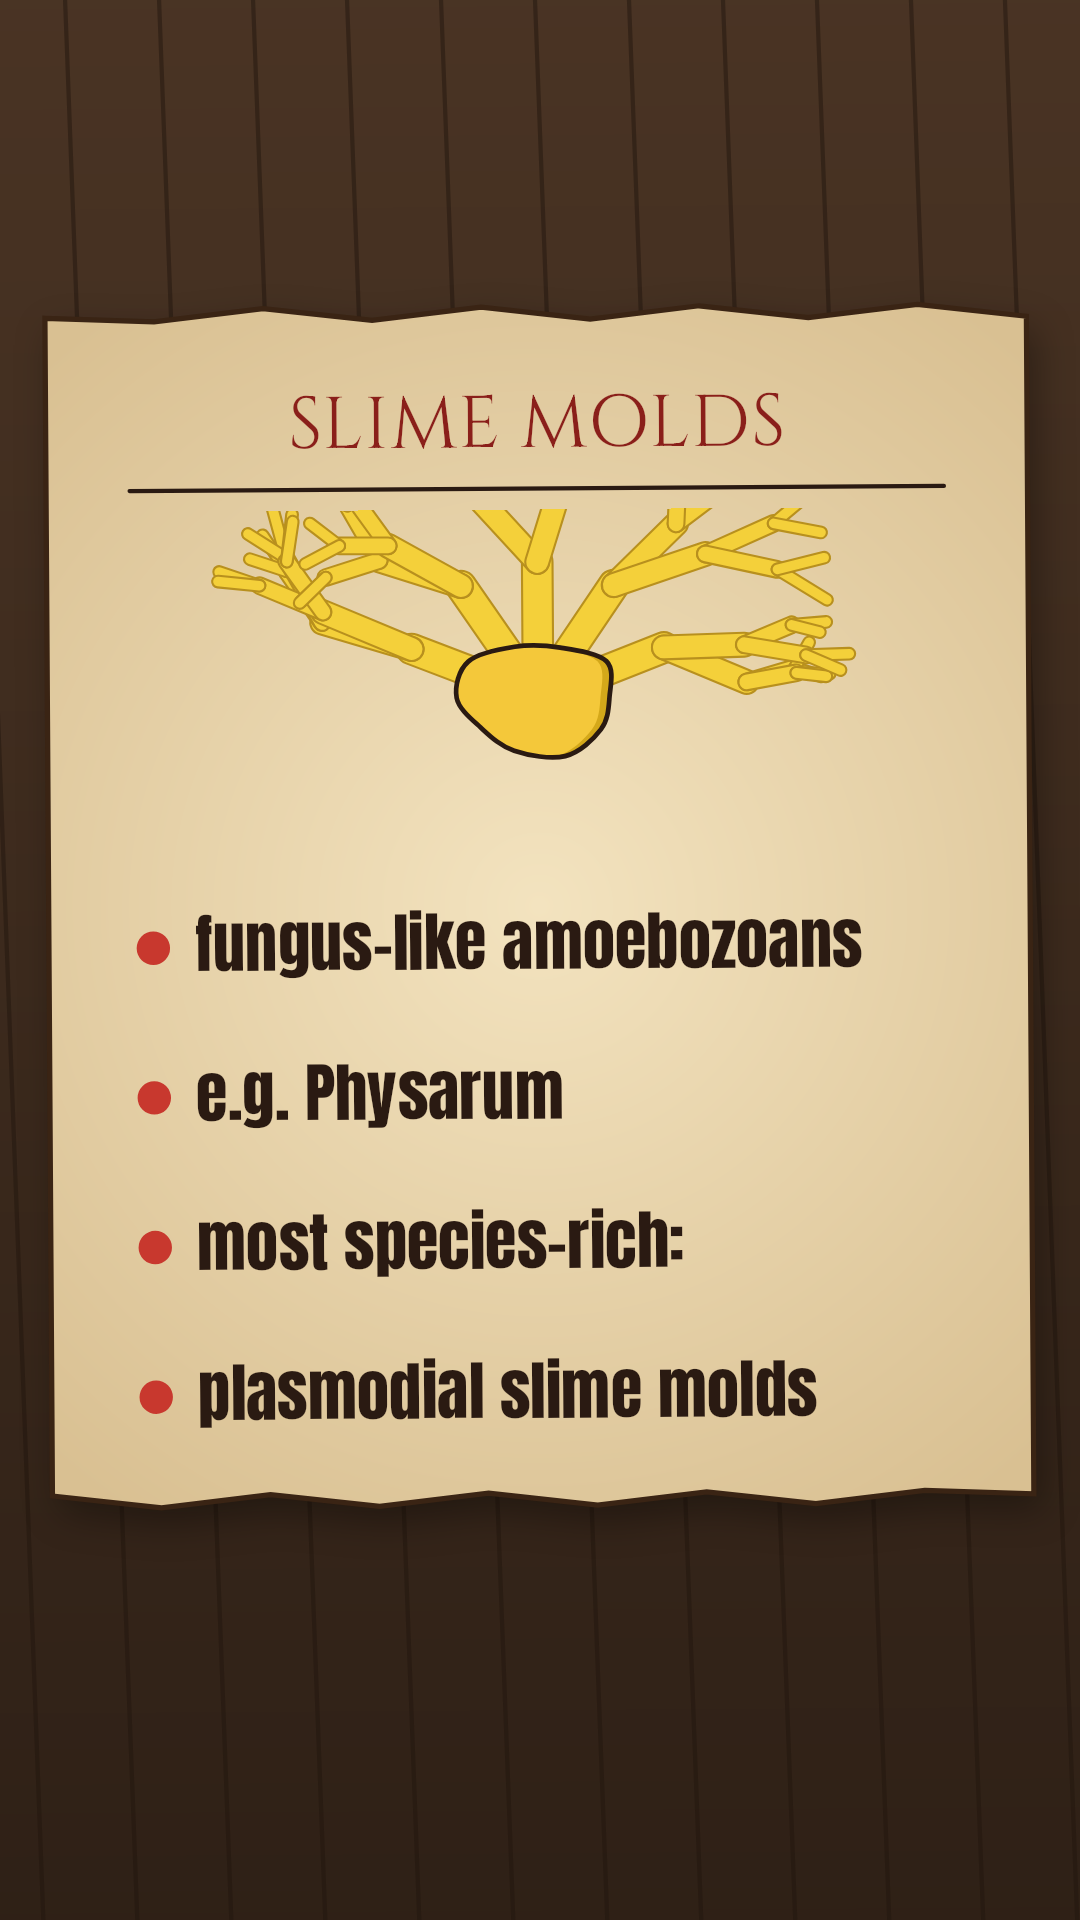 SLIME MOLDS
fungus-like amoebozoans
e.g. Physarum
most species-rich:
plasmodial slime molds